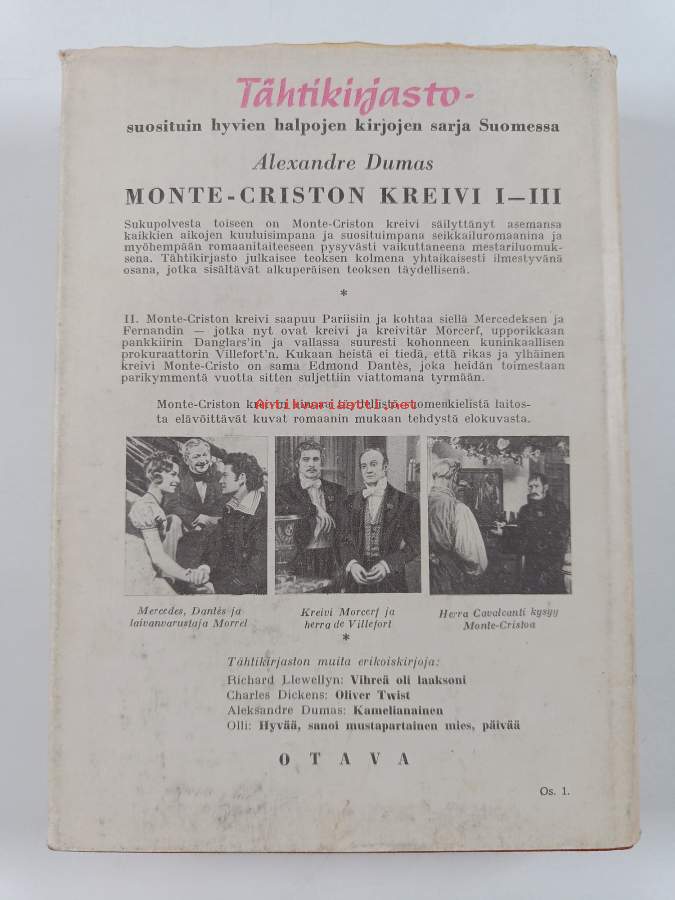 Tähtikirjasto-
suosituin hyvien halpojen kirjojen sarja Suomessa
Alexandre Dumas
MONTE-CRISTON KREIVI I—III
Sukupolvesta toiseen on Monte-Criston kreivi säilyttänyt asemansa
kaikkien aikojen kuuluisimpana ja suosituimpana seikkailuromaanina ja
myöhempään romaanitaiteeseen pysyvästi vaikuttaneena mestariluomuk-
sena. Tähtikirjasto julkaisee teoksen kolmena yhtaikaisesti ilmestyvänä
osana, jotka sisältävät alkuperäisen teoksen täydellisenä.
*
II. Monte-Criston kreivi saapuu Pariisiin ja kohtaa siellä Mercedeksen ja
Fernandin — jotka nyt ovat kreivi ja kreivitär Morcerf, upporikkaan
pankkiirin Danglars'in ja vallassa suuresti kohonneen kuninkaallisen
prokuraattorin Villefort'n. Kukaan heistä ei tiedä, että rikas ja ylhäinen
kreivi Monte-Cristo on sama Edmond Dantès, joka heidän toimestaan
parikymmentä vuotta sitten suljettiin viattomana tyrmään.
Monte-Criston kreivin ainoaa täydellistä suomenkielistä laitos-
Antikvariaatti.net
ta elävöittävät kuvat romaanin mukaan tehdystä elokuvasta.
Mercedes, Dantès ja
laivanvarustaja Morrel
Kreivi Morcerf ja
herra de Villefort
Herra Cavalcanti kysyy
Monte-Cristoa
*
Tähtikirjaston muita erikoiskirjoja:
Richard Llewellyn: Vihreä oli laaksoni
Charles Dickens: Oliver Twist
Aleksandre Dumas: Kamelianainen
Olli: Hyvää, sanoi mustapartainen mies, päivää
OTAVA
Os. 1.